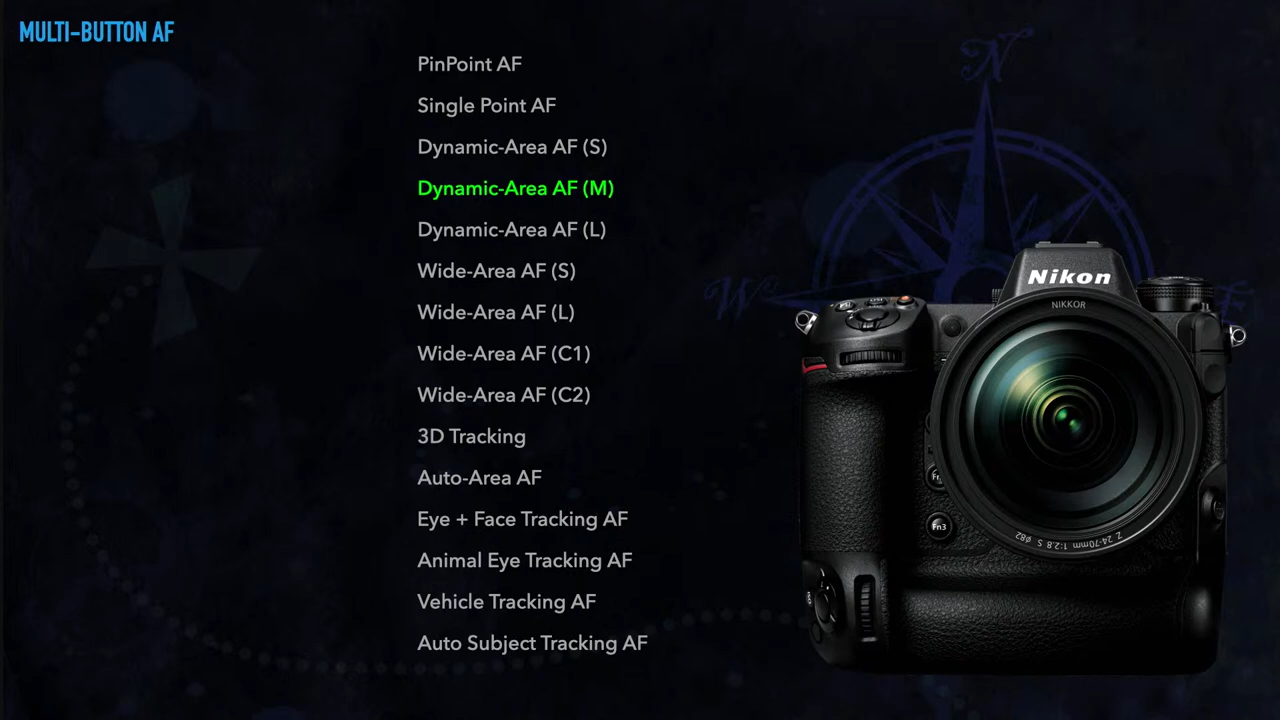 MULTI-BUTTON AF
PinPoint AF
Single Point AF
Dynamic-Area AF (S)
Dynamic-Area AF (M)
Dynamic-Area AF (L)
Wide-Area AF (S)
Wide-Area AF (L)
Wide-Area AF (C1)
Wide-Area AF (C2)
3D Tracking
Auto-Area AF
Eye + Face Tracking AF
Animal Eye Tracking AF
Vehicle Tracking AF
Auto Subject Tracking AF
N
W
E
Nikon
NIKKOR
Fn3
Z 24-70mm 1:2.8 S ø82